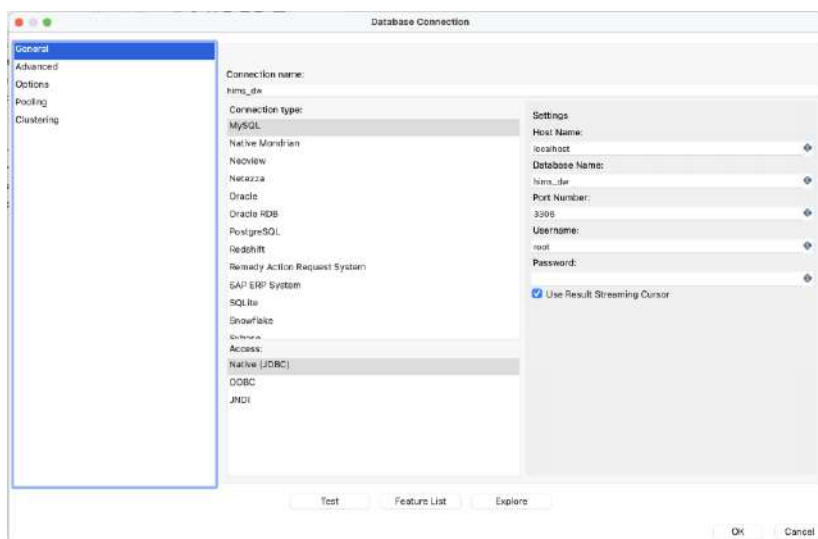 Database Connection
General
Advanced
Options
Pooling
Clustering
Connection name:
hims_dw
Connection type:
MySQL
Native Mondrian
Neoview
Netezza
Oracle
Oracle RDB
PostgreSQL
Redshift
Remedy Action Request System
SAP ERP System
SQLite
Snowflake
Sybase
Access:
Native (JDBC)
ODBC
JNDI
Settings
Host Name:
localhost
Database Name:
hims_dw
Port Number:
3306
Username:
root
Password:
Use Result Streaming Cursor
Test Feature List Explore
OK Cancel